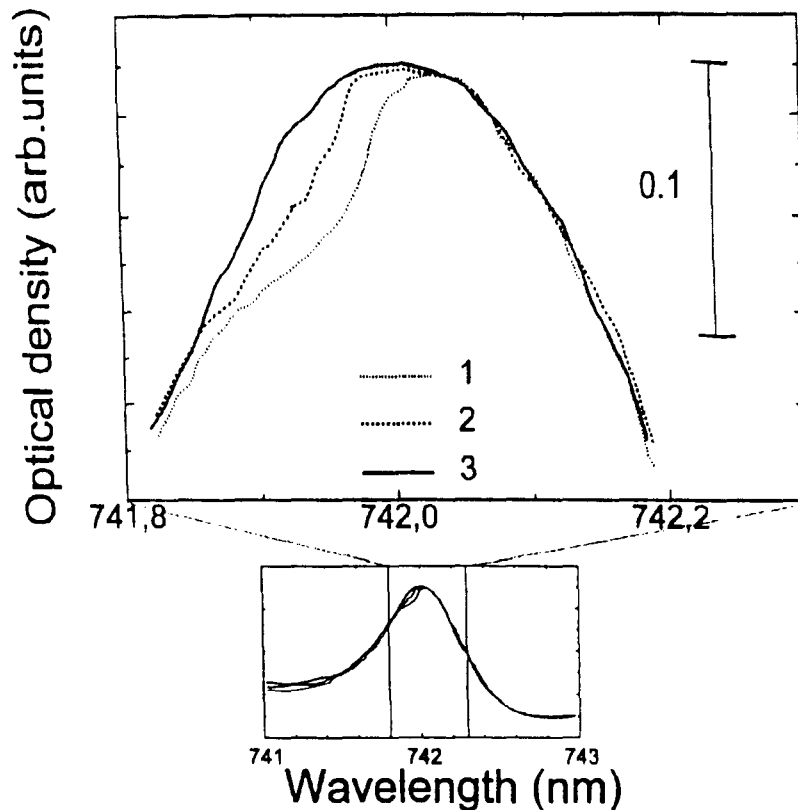 Optical density (arb.units)
0.1
1
2
3
741,8 742,0 742,2
741 742 743
Wavelength (nm)